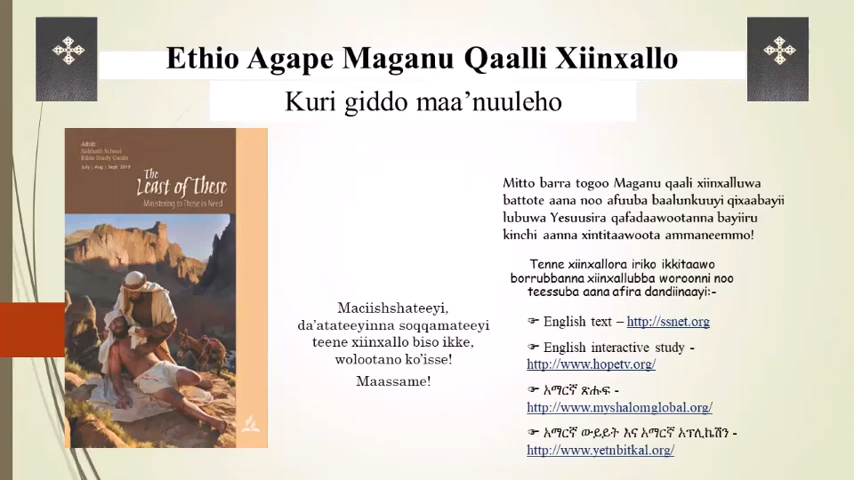 Ethio Agape Maganu Qaalli Xiinxallo
Kuri giddo maa’nuuleho
Adult
Sabbath School
Bible Study Guide
July | Aug | Sept 2019
The
Least of These
Ministering to Those in Need
Maciishshateeyi,
da’atateeyinna soqqamateeyi
teene xiinxallo biso ikke,
wolootano ko’isse!
Maassame!
Mitto barra togoo Maganu qaali xiinxalluwa
battote aana noo afuuba baalunkuuyi qixaabayii
lubuwa Yesuusira qafadaawootanna bayiiru
kinchi aanna xintitaawoota ammaneemmo!
Tenne xiinxallora iriko ikkitaawo
borrubbanna xiinxallubba woroonni noo
teessuba aana afira dandiinaayi:-
☞ English text – http://ssnet.org
☞ English interactive study -
http://www.hopetv.org/
☞ አማርኛ ጽሑፍ -
http://www.myshalomglobal.org/
☞ አማርኛ ውይይት እና አማርኛ አፕሊኬሽን -
http://www.yetnbitkal.org/